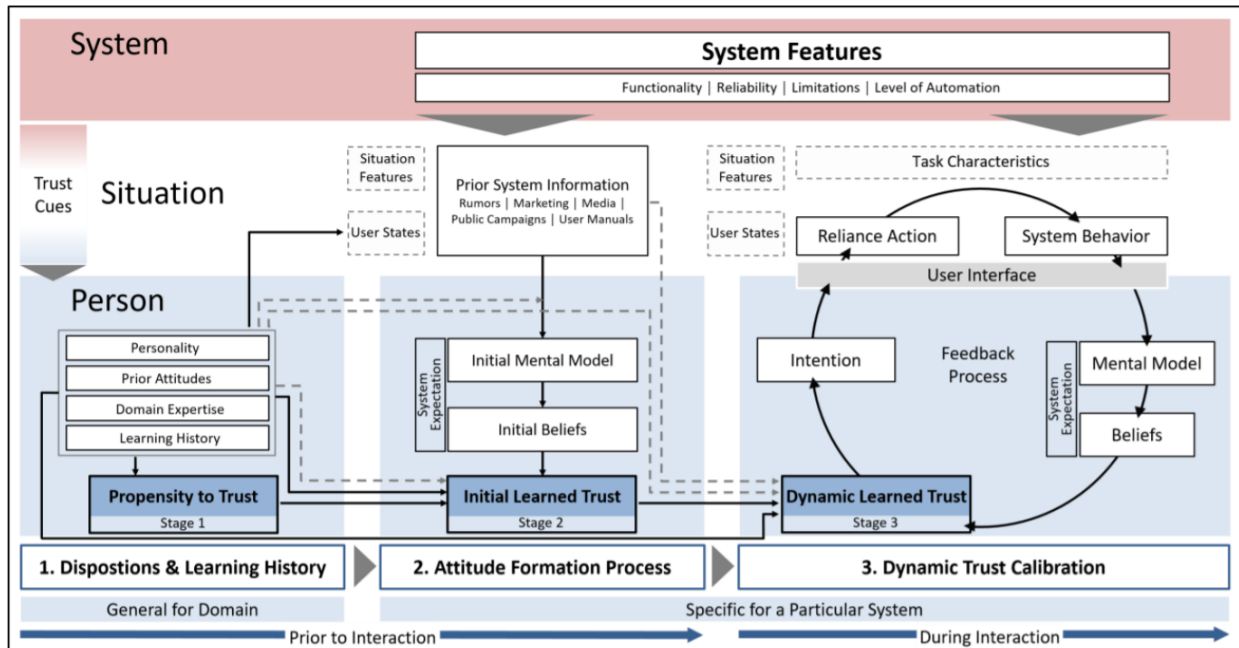 System
System Features
Functionality | Reliability | Limitations | Level of Automation
Trust
Cues
Situation
Situation
Features
User States
Prior System Information
Rumors | Marketing | Media |
Public Campaigns | User Manuals
Situation
Features
User States
Task Characteristics
Reliance Action
System Behavior
User Interface
Person
Personality
Prior Attitudes
Domain Expertise
Learning History
Propensity to Trust
Stage 1
System
Expectation
Initial Mental Model
Initial Beliefs
Initial Learned Trust
Stage 2
Intention
Feedback
Process
System
Expectation
Mental Model
Beliefs
Dynamic Learned Trust
Stage 3
1. Dispostions & Learning History
2. Attitude Formation Process
3. Dynamic Trust Calibration
General for Domain
Specific for a Particular System
Prior to Interaction
During Interaction